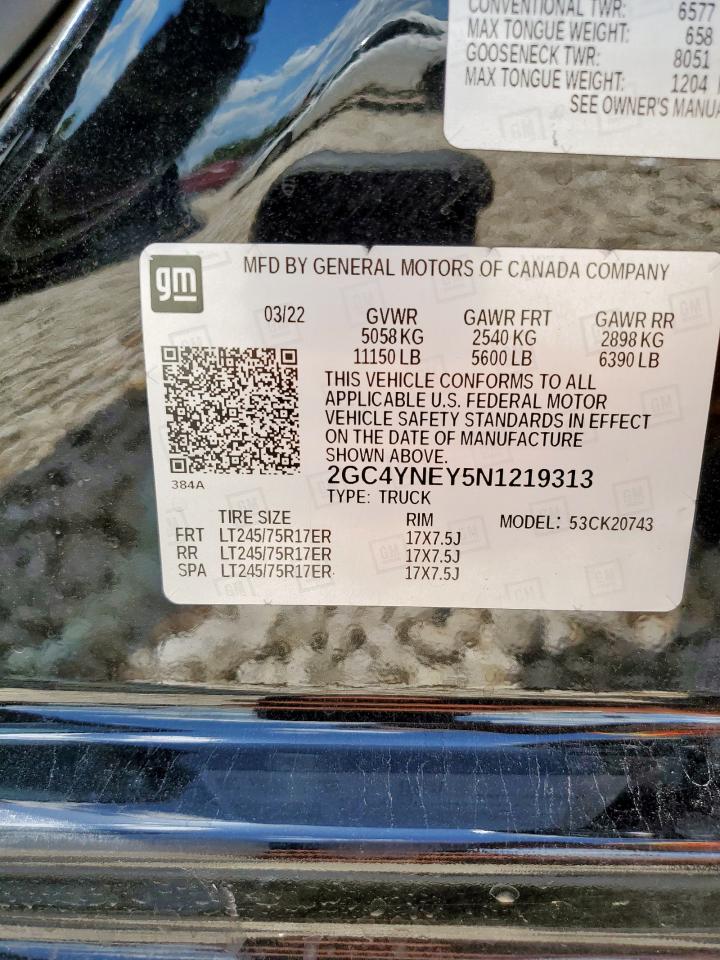 CONVENTIONAL TWR: 6577
MAX TONGUE WEIGHT: 658
GOOSENECK TWR: 8051
MAX TONGUE WEIGHT: 1204
SEE OWNER'S MANUA
gm
MFD BY GENERAL MOTORS OF CANADA COMPANY
03/22 GVWR GAWR FRT GAWR RR
5058 KG 2540 KG 2898 KG
11150 LB 5600 LB 6390 LB
THIS VEHICLE CONFORMS TO ALL
APPLICABLE U.S. FEDERAL MOTOR
VEHICLE SAFETY STANDARDS IN EFFECT
ON THE DATE OF MANUFACTURE
SHOWN ABOVE.
384A
2GC4YNEY5N1219313
TYPE: TRUCK
TIRE SIZE RIM MODEL: 53CK20743
FRT LT245/75R17ER 17X7.5J
RR LT245/75R17ER 17X7.5J
SPA LT245/75R17ER 17X7.5J